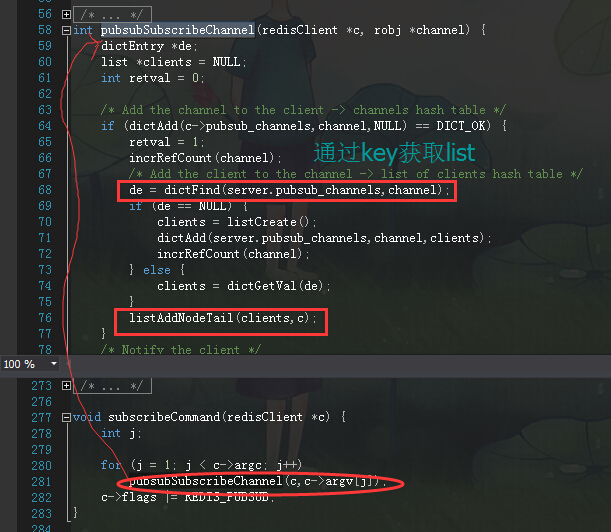 56 /* ... */
58 int pubsubSubscribeChannel(redisClient *c, robj *channel) {
59 dictEntry *de;
60 list *clients = NULL;
61 int retval = 0;
62
63 /* Add the channel to the client -> channels hash table */
64 if (dictAdd(c->pubsub_channels,channel,NULL) == DICT_OK) {
65 retval = 1;
66 incrRefCount(channel);
通过key获取list
67 /* Add the client to the channel -> list of clients hash table */
68 de = dictFind(server.pubsub_channels,channel);
69 if (de == NULL) {
70 clients = listCreate();
71 dictAdd(server.pubsub_channels,channel,clients);
72 incrRefCount(channel);
73 } else {
74 clients = dictGetVal(de);
75 }
76 listAddNodeTail(clients,c);
77 }
78 /* Notify the client */
100 %
273 /* ... */
276
277 void subscribeCommand(redisClient *c) {
278 int j;
279
280 for (j = 1; j < c->argc; j++)
281 pubsubSubscribeChannel(c,c->argv[j]);
282 c->flags |= REDIS_PUBSUB;
283 }
284